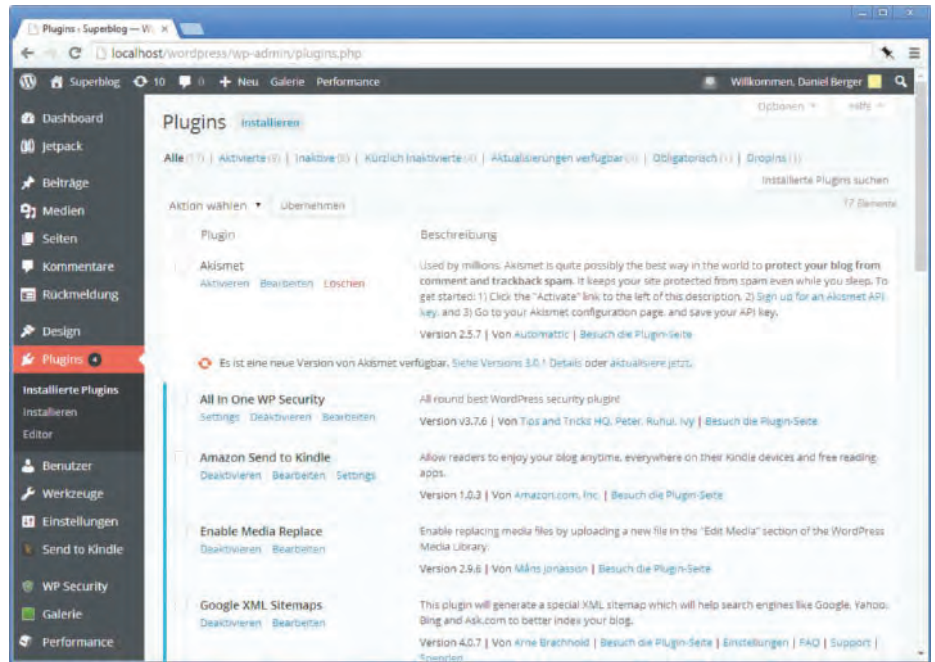 Plugins ‹ Superblog — W
localhost/wordpress/wp-admin/plugins.php
Superblog 10 0 + Neu Galerie Performance Willkommen, Daniel Berger
Dashboard
Jetpack
Beiträge
Medien
Seiten
Kommentare
Rückmeldung
Design
Plugins 4
Installierte Plugins
Installieren
Editor
Benutzer
Werkzeuge
Einstellungen
Send to Kindle
WP Security
Galerie
Performance
Optionen Hilfe
Plugins Installieren
Alle (17) | Aktivierte | Inaktive | Kürzlich inaktivierte | Aktualisierungen verfügbar | Obligatorisch (1) | Dropins (1)
Installierte Plugins suchen
Aktion wählen Übernehmen 17 Elemente
Plugin Beschreibung
Akismet
Aktivieren Bearbeiten Löschen
Used by millions, Akismet is quite possibly the best way in the world to protect your blog from
comment and trackback spam. It keeps your site protected from spam even while you sleep. To
get started: 1) Click the "Activate" link to the left of this description, 2) Sign up for an Akismet API
key, and 3) Go to your Akismet configuration page, and save your API key.
Version 2.5.7 | Von Automattic | Besuch die Plugin-Seite
Es ist eine neue Version von Akismet verfügbar. Siehe Versions 3.0.1 Details oder aktualisiere jetzt.
All In One WP Security
Settings Deaktivieren Bearbeiten
All round best WordPress security plugin!
Version v3.7.6 | Von Tips and Tricks HQ, Peter, Ruhul, Ivy | Besuch die Plugin-Seite
Amazon Send to Kindle
Deaktivieren Bearbeiten Settings
Allow readers to enjoy your blog anytime, everywhere on their Kindle devices and free reading
apps.
Version 1.0.3 | Von Amazon.com, Inc. | Besuch die Plugin-Seite
Enable Media Replace
Deaktivieren Bearbeiten
Enable replacing media files by uploading a new file in the "Edit Media" section of the WordPress
Media Library.
Version 2.9.6 | Von Måns Jonasson | Besuch die Plugin-Seite
Google XML Sitemaps
Deaktivieren Bearbeiten
This plugin will generate a special XML sitemap which will help search engines like Google, Yahoo,
Bing and Ask.com to better index your blog.
Version 4.0.7 | Von Arne Brachhold | Besuch die Plugin-Seite | Einstellungen | FAQ | Support |
Spenden